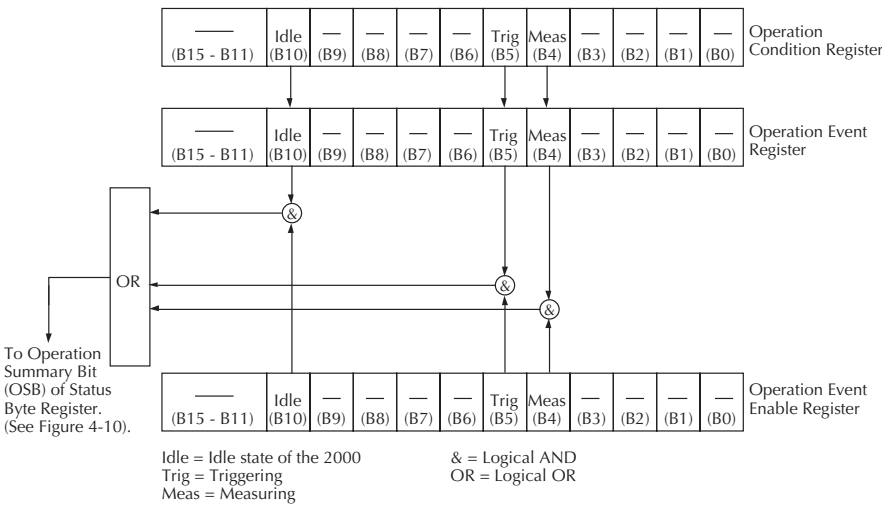 Idle Trig Meas
(B15 - B11) (B10) (B9) (B8) (B7) (B6) (B5) (B4) (B3) (B2) (B1) (B0)
Operation
Condition Register
Idle Trig Meas
(B15 - B11) (B10) (B9) (B8) (B7) (B6) (B5) (B4) (B3) (B2) (B1) (B0)
Operation Event
Register
&
OR
&
&
To Operation
Summary Bit
(OSB) of Status
Byte Register.
(See Figure 4-10).
Idle Trig Meas
(B15 - B11) (B10) (B9) (B8) (B7) (B6) (B5) (B4) (B3) (B2) (B1) (B0)
Operation Event
Enable Register
Idle = Idle state of the 2000
Trig = Triggering
Meas = Measuring
& = Logical AND
OR = Logical OR